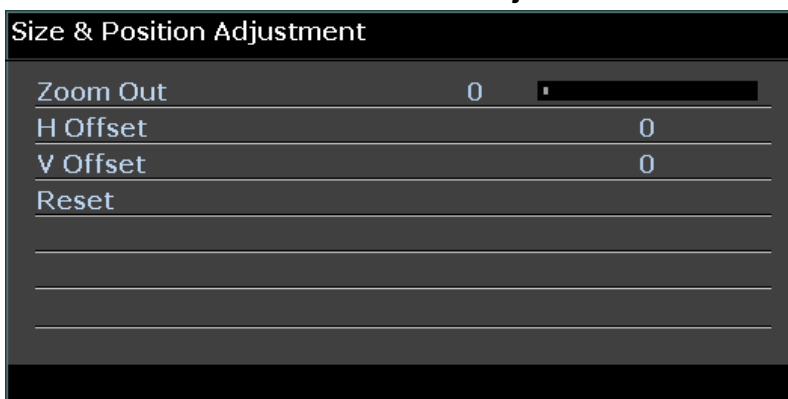 Size & Position Adjustment
Zoom Out 0
H Offset 0
V Offset 0
Reset